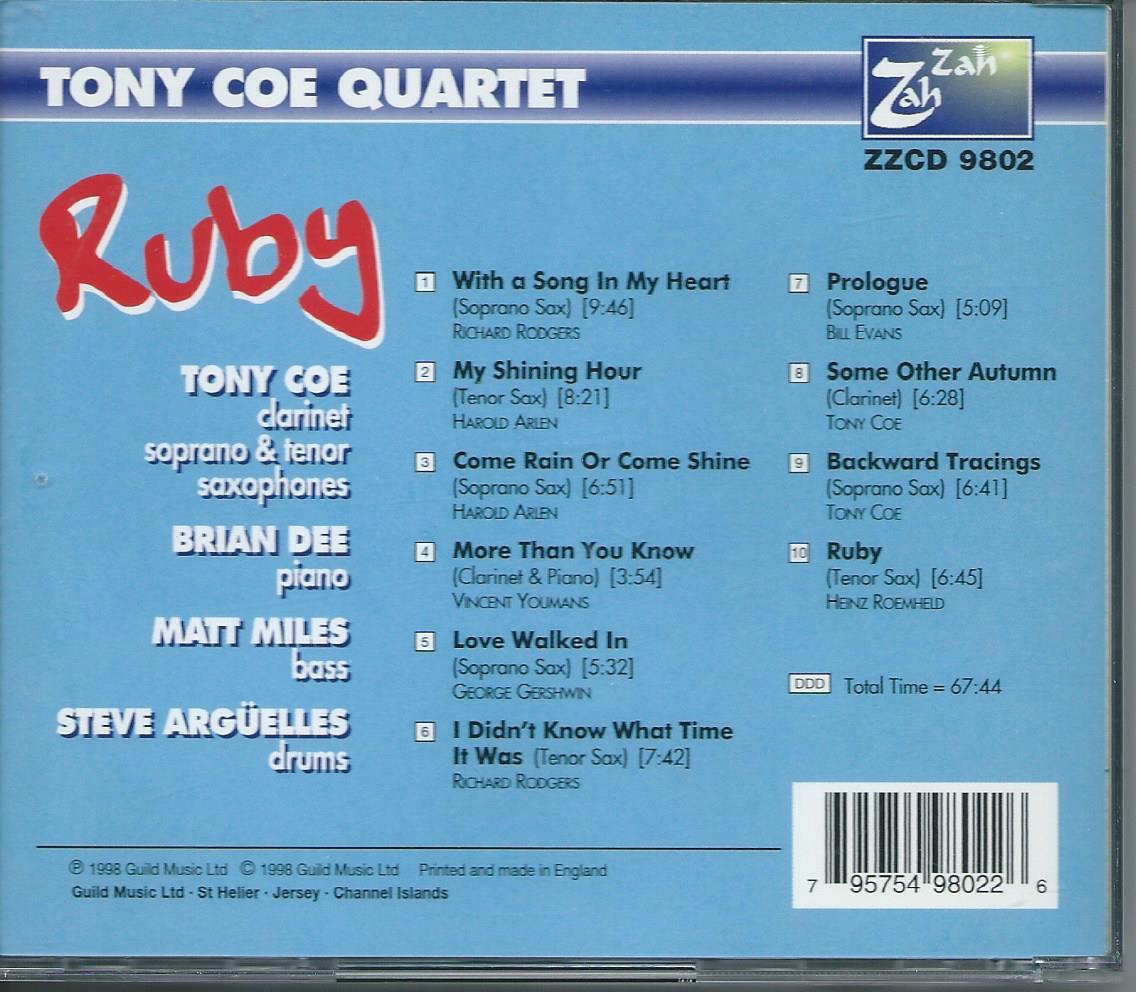 TONY COE QUARTET
Zah Zah
ZZCD 9802
Ruby
TONY COE
clarinet
soprano & tenor
saxophones
BRIAN DEE
piano
MATT MILES
bass
STEVE ARGÜELLES
drums
1 With a Song In My Heart
(Soprano Sax) [9:46]
RICHARD RODGERS
2 My Shining Hour
(Tenor Sax) [8:21]
HAROLD ARLEN
3 Come Rain Or Come Shine
(Soprano Sax) [6:51]
HAROLD ARLEN
4 More Than You Know
(Clarinet & Piano) [3:54]
VINCENT YOUMANS
5 Love Walked In
(Soprano Sax) [5:32]
GEORGE GERSHWIN
6 I Didn't Know What Time
It Was (Tenor Sax) [7:42]
RICHARD RODGERS
7 Prologue
(Soprano Sax) [5:09]
BILL EVANS
8 Some Other Autumn
(Clarinet) [6:28]
TONY COE
9 Backward Tracings
(Soprano Sax) [6:41]
TONY COE
10 Ruby
(Tenor Sax) [6:45]
HEINZ ROEMHELD
DDD Total Time = 67:44
℗ 1998 Guild Music Ltd © 1998 Guild Music Ltd Printed and made in England
Guild Music Ltd · St Helier · Jersey · Channel Islands
7 95754 98022 6